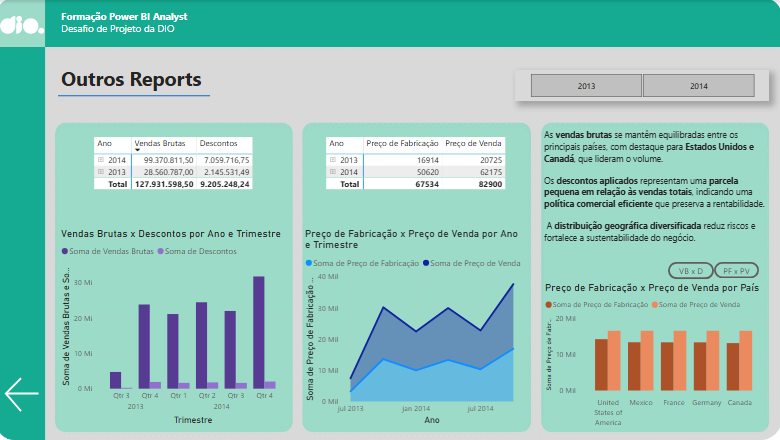 dio.
Formação Power BI Analyst
Desafio de Projeto da DIO
Outros Reports
2013 2014
Ano Vendas Brutas Descontos
2014 99.370.811,50 7.059.716,75
2013 28.560.787,00 2.145.531,49
Total 127.931.598,50 9.205.248,24
Vendas Brutas x Descontos por Ano e Trimestre
Soma de Vendas Brutas Soma de Descontos
Soma de Vendas Brutas e So...
30 Mi
20 Mi
10 Mi
0 Mi
Qtr 3 Qtr 4 Qtr 1 Qtr 2 Qtr 3 Qtr 4
2013 2014
Trimestre
Ano Preço de Fabricação Preço de Venda
2013 16914 20725
2014 50620 62175
Total 67534 82900
Preço de Fabricação x Preço de Venda por Ano
e Trimestre
Soma de Preço de Fabricação Soma de Preço de Venda
Soma de Preço de Fabricação ...
40 Mil
30 Mil
20 Mil
10 Mil
0 Mil
jul 2013 jan 2014 jul 2014
Ano
As vendas brutas se mantêm equilibradas entre os
principais países, com destaque para Estados Unidos e
Canadá, que lideram o volume.
Os descontos aplicados representam uma parcela
pequena em relação às vendas totais, indicando uma
política comercial eficiente que preserva a rentabilidade.
A distribuição geográfica diversificada reduz riscos e
fortalece a sustentabilidade do negócio.
VB x D PF x PV
Preço de Fabricação x Preço de Venda por País
Soma de Preço de Fabricação Soma de Preço de Venda
Soma de Preço de Fabr...
20 Mil
10 Mil
0 Mil
United Mexico France Germany Canada
States of
America